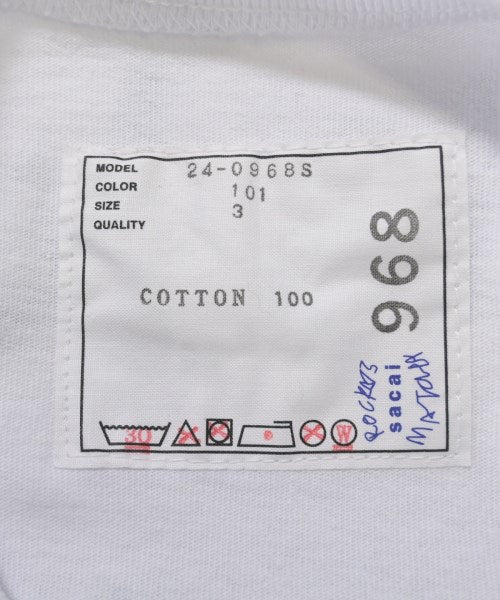 MODEL 24-0968S
COLOR 101
SIZE 3
QUALITY
COTTON 100
968
sacai
30
W